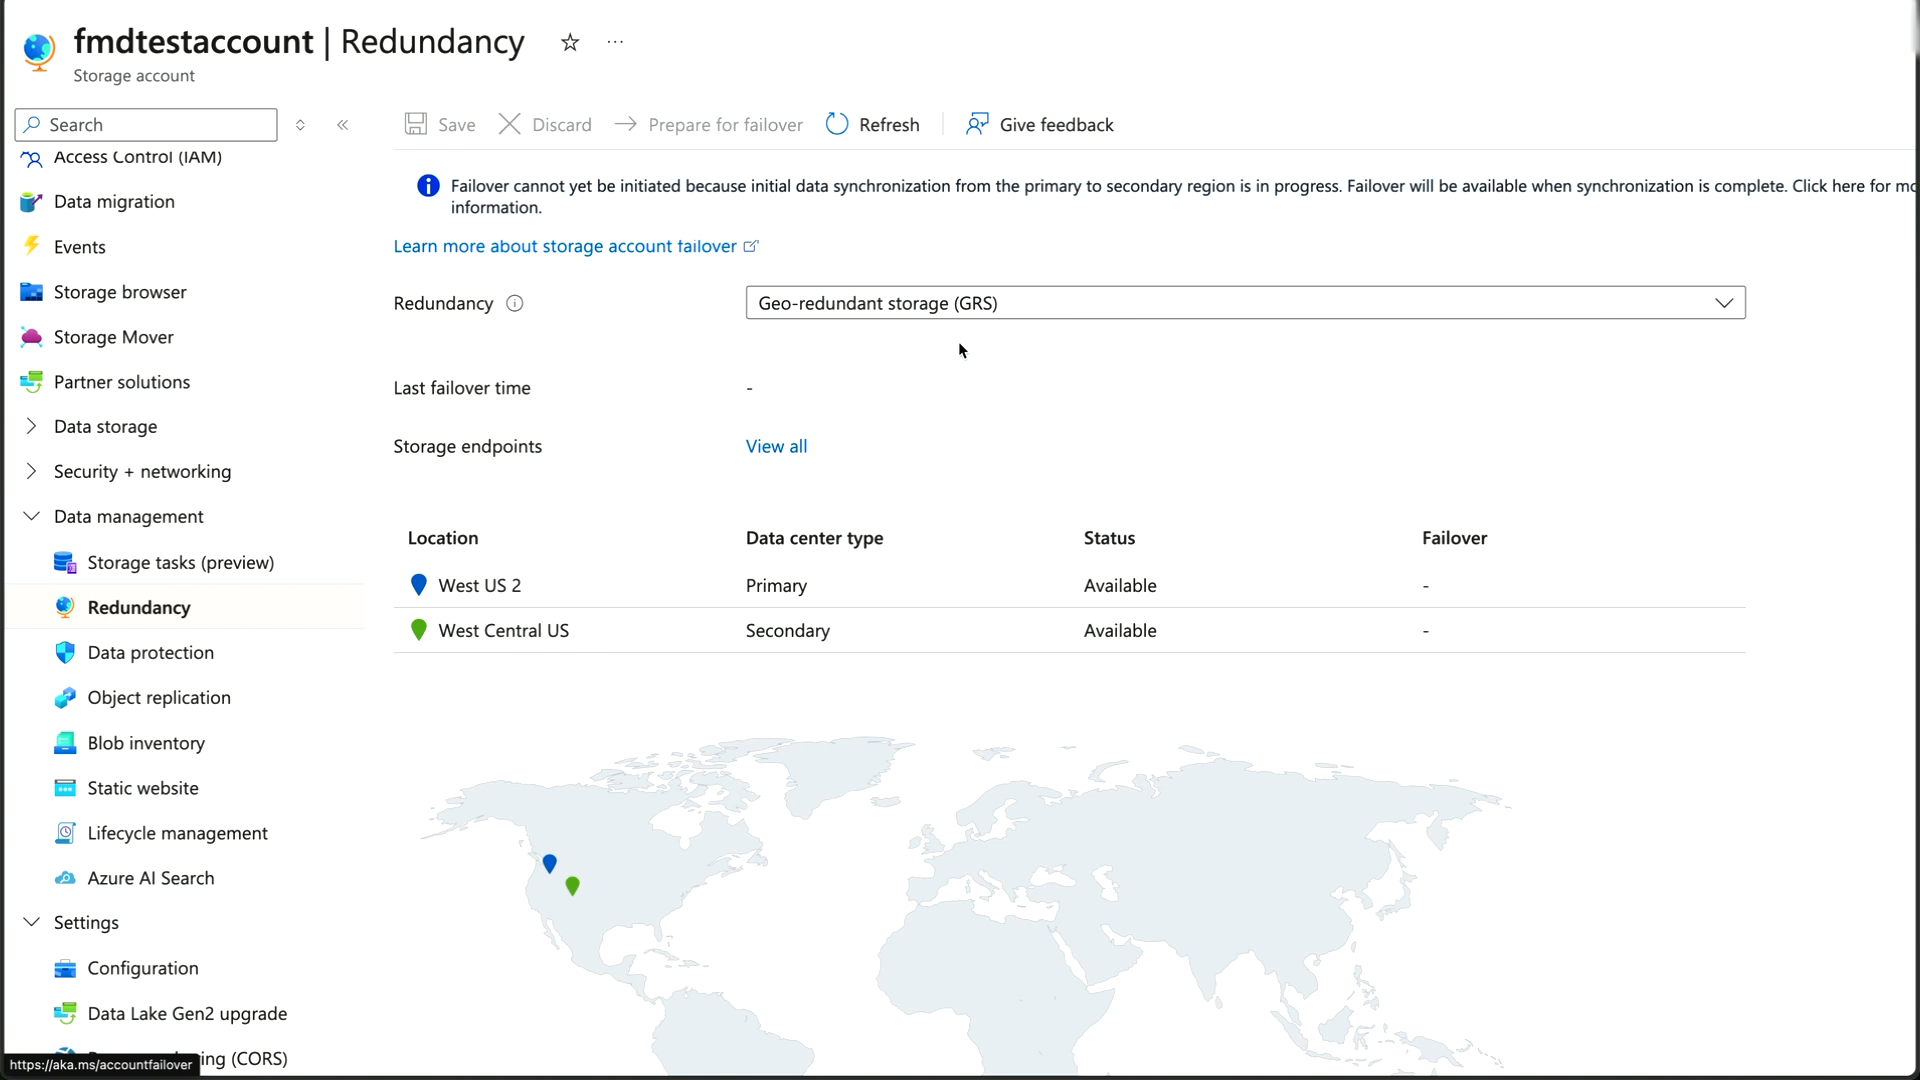 fmdtestaccount | Redundancy
Storage account
Search
Save
Discard
Prepare for failover
Refresh
Give feedback
Access Control (IAM)
Data migration
Events
Storage browser
Storage Mover
Partner solutions
Data storage
Security + networking
Data management
Storage tasks (preview)
Redundancy
Data protection
Object replication
Blob inventory
Static website
Lifecycle management
Azure AI Search
Settings
Configuration
Data Lake Gen2 upgrade
(CORS)
https://aka.ms/accountfailover
Failover cannot yet be initiated because initial data synchronization from the primary to secondary region is in progress. Failover will be available when synchronization is complete. Click here for
information.
Learn more about storage account failover
Redundancy
Geo-redundant storage (GRS)
Last failover time
-
Storage endpoints
View all
Location Data center type Status Failover
West US 2 Primary Available -
West Central US Secondary Available -